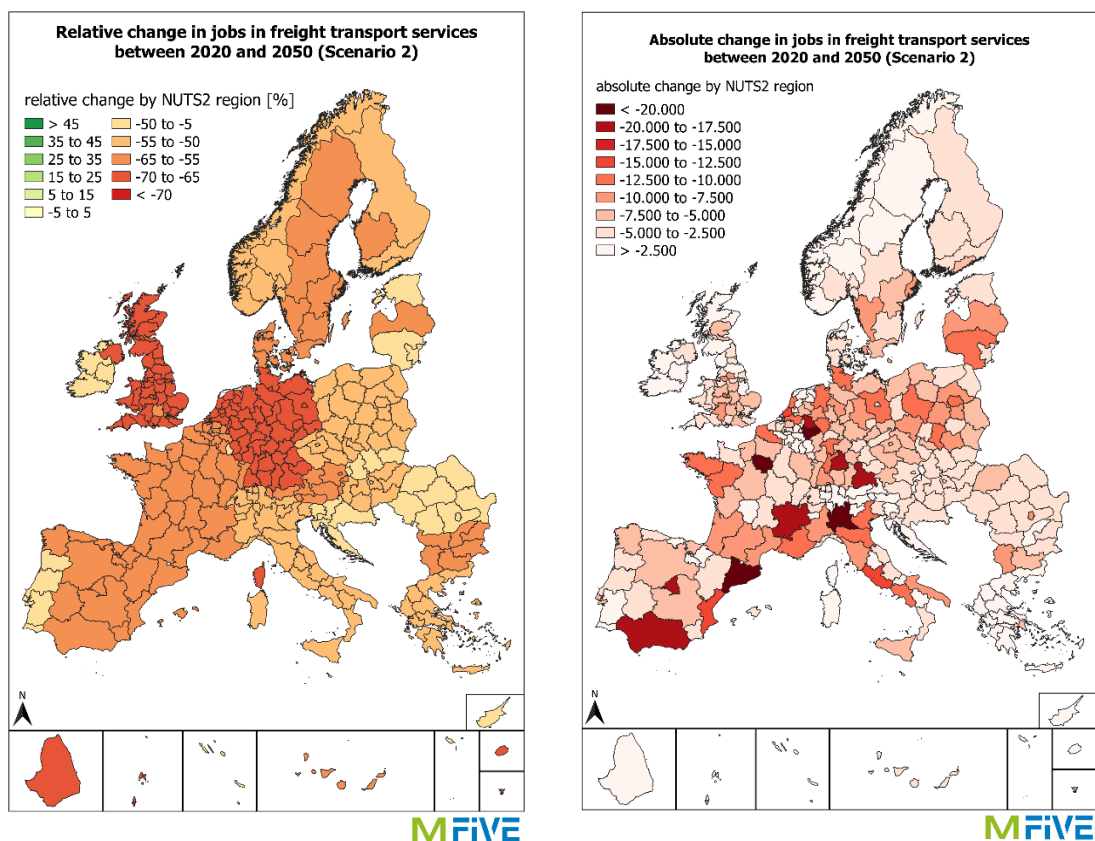 Relative change in jobs in freight transport services
between 2020 and 2050 (Scenario 2)
relative change by NUTS2 region [%]
> 45
35 to 45
25 to 35
15 to 25
5 to 15
-5 to 5
-50 to -5
-55 to -50
-65 to -55
-70 to -65
< -70
N
M FIVE
Absolute change in jobs in freight transport services
between 2020 and 2050 (Scenario 2)
absolute change by NUTS2 region
< -20.000
-20.000 to -17.500
-17.500 to -15.000
-15.000 to -12.500
-12.500 to -10.000
-10.000 to -7.500
-7.500 to -5.000
-5.000 to -2.500
> -2.500
N
M FIVE